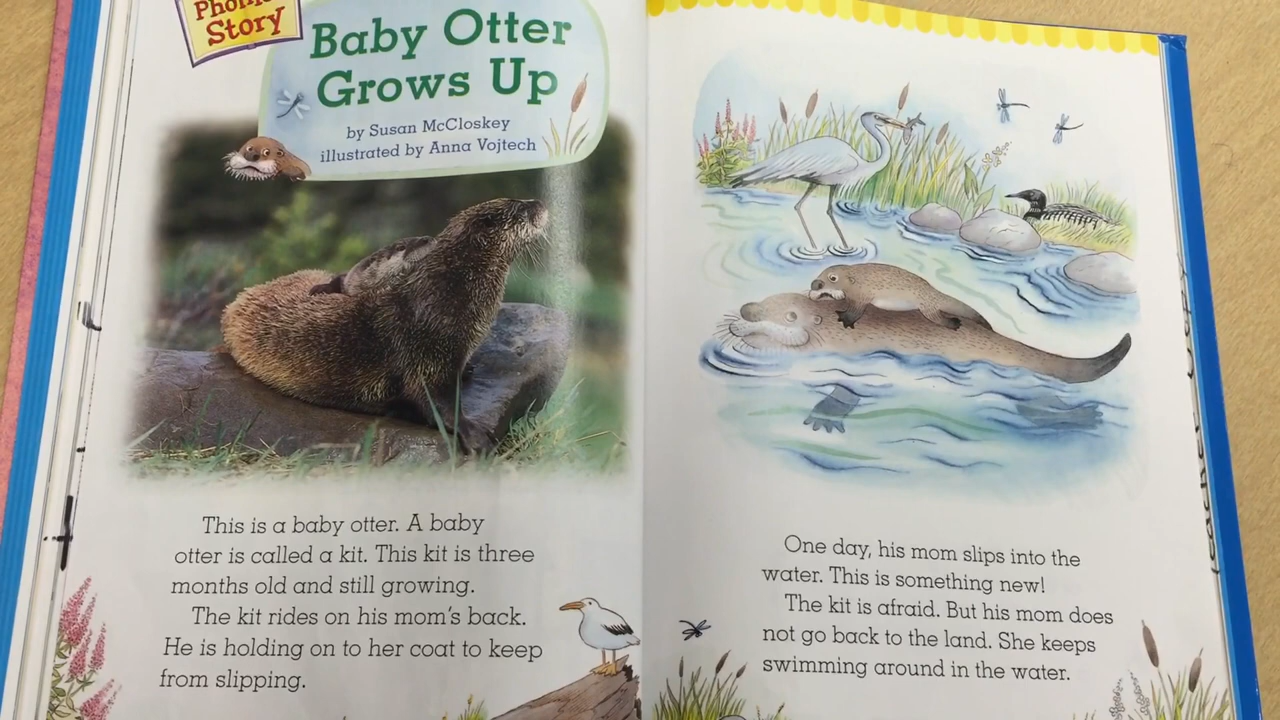 Phonics
Story
Baby Otter
Grows Up
by Susan McCloskey
illustrated by Anna Vojtech
This is a baby otter. A baby
otter is called a kit. This kit is three
months old and still growing.
The kit rides on his mom's back.
He is holding on to her coat to keep
from slipping.
One day, his mom slips into the
water. This is something new!
The kit is afraid. But his mom does
not go back to the land. She keeps
swimming around in the water.